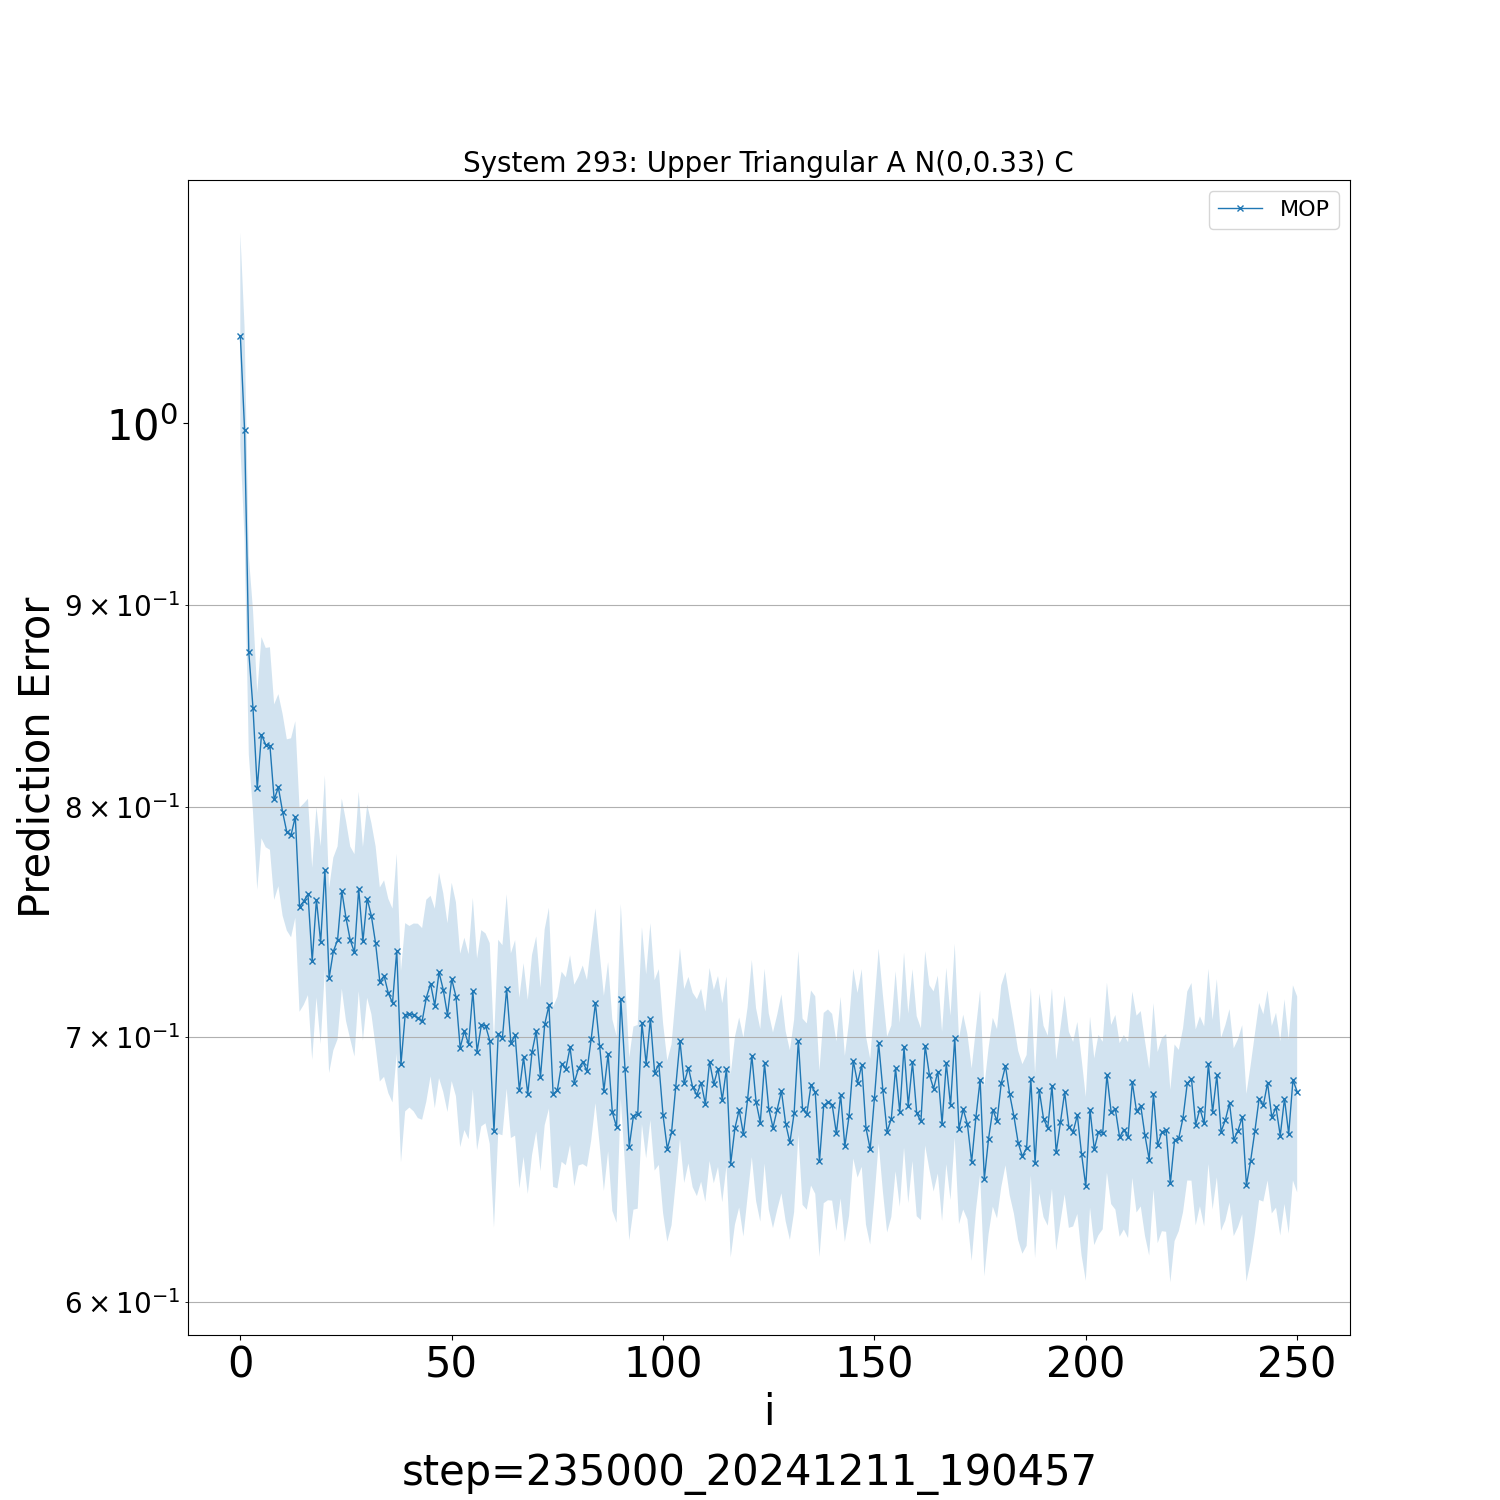 System 293: Upper Triangular A N(0,0.33) C
MOP
10⁰
9 × 10⁻¹
8 × 10⁻¹
7 × 10⁻¹
6 × 10⁻¹
Prediction Error
0 50 100 150 200 250
i
step=235000_20241211_190457